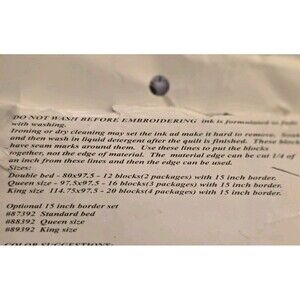 DO NOT WASH BEFORE EMBROIDERING ink is formulated to fade
with washing.
Ironing or dry cleaning may set the ink ad make it hard to remove. Soak
and then wash in liquid detergent after the quilt is finished. These blocks
have seam marks around them. Use these lines to put the blocks
together, not the edge of material. The material edge can be cut 1/4 of
an inch from these lines and then the edge can be used.
Sizes:
Double bed - 80x97.5 - 12 blocks(2 packages) with 15 inch border.
Queen size - 97.5x97.5 - 16 blocks(3 packages) with 15 inch border.
King size 114.75x97.5 - 20 blocks(4 packages) with 15 inch border.
Optional 15 inch border set
#87392 Standard bed
#88392 Queen size
#89392 King size
COLOR SUGGESTIONS: